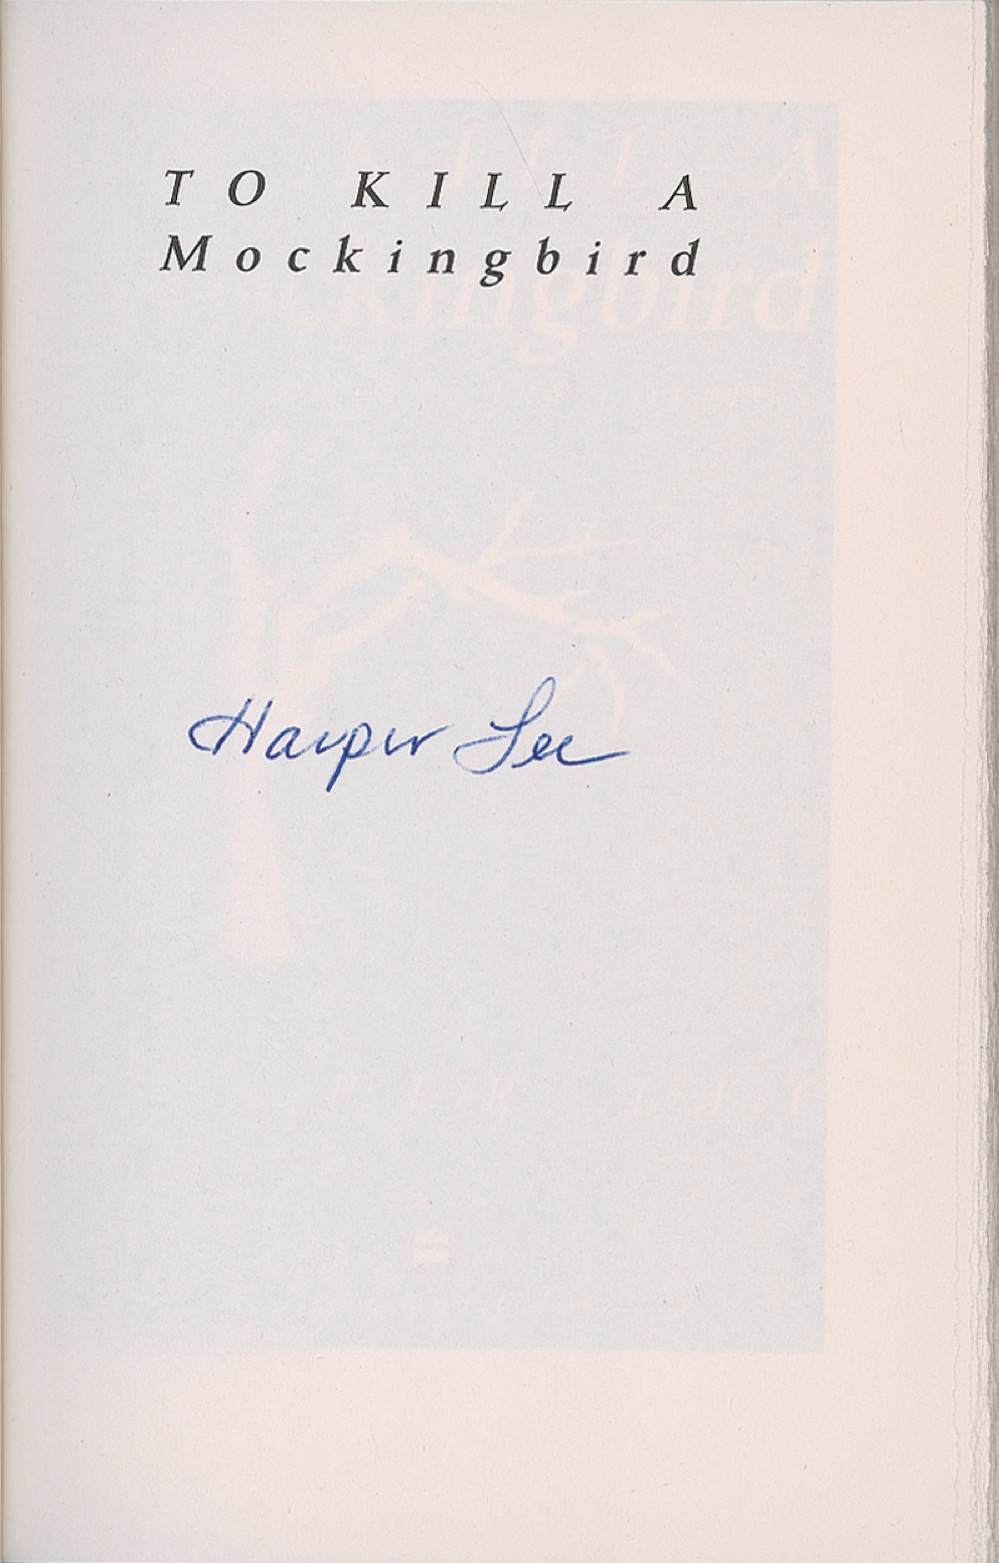 TO KILL A
Mockingbird
Harper Lee